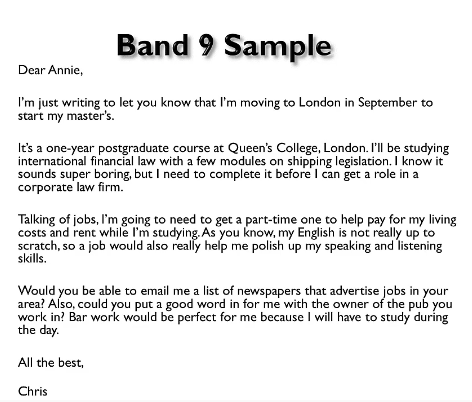 Band 9 Sample
Dear Annie,
I'm just writing to let you know that I'm moving to London in September to
start my master's.
It's a one-year postgraduate course at Queen's College, London. I'll be studying
international financial law with a few modules on shipping legislation. I know it
sounds super boring, but I need to complete it before I can get a role in a
corporate law firm.
Talking of jobs, I'm going to need to get a part-time one to help pay for my living
costs and rent while I'm studying. As you know, my English is not really up to
scratch, so a job would also really help me polish up my speaking and listening
skills.
Would you be able to email me a list of newspapers that advertise jobs in your
area? Also, could you put a good word in for me with the owner of the pub you
work in? Bar work would be perfect for me because I will have to study during
the day.
All the best,
Chris